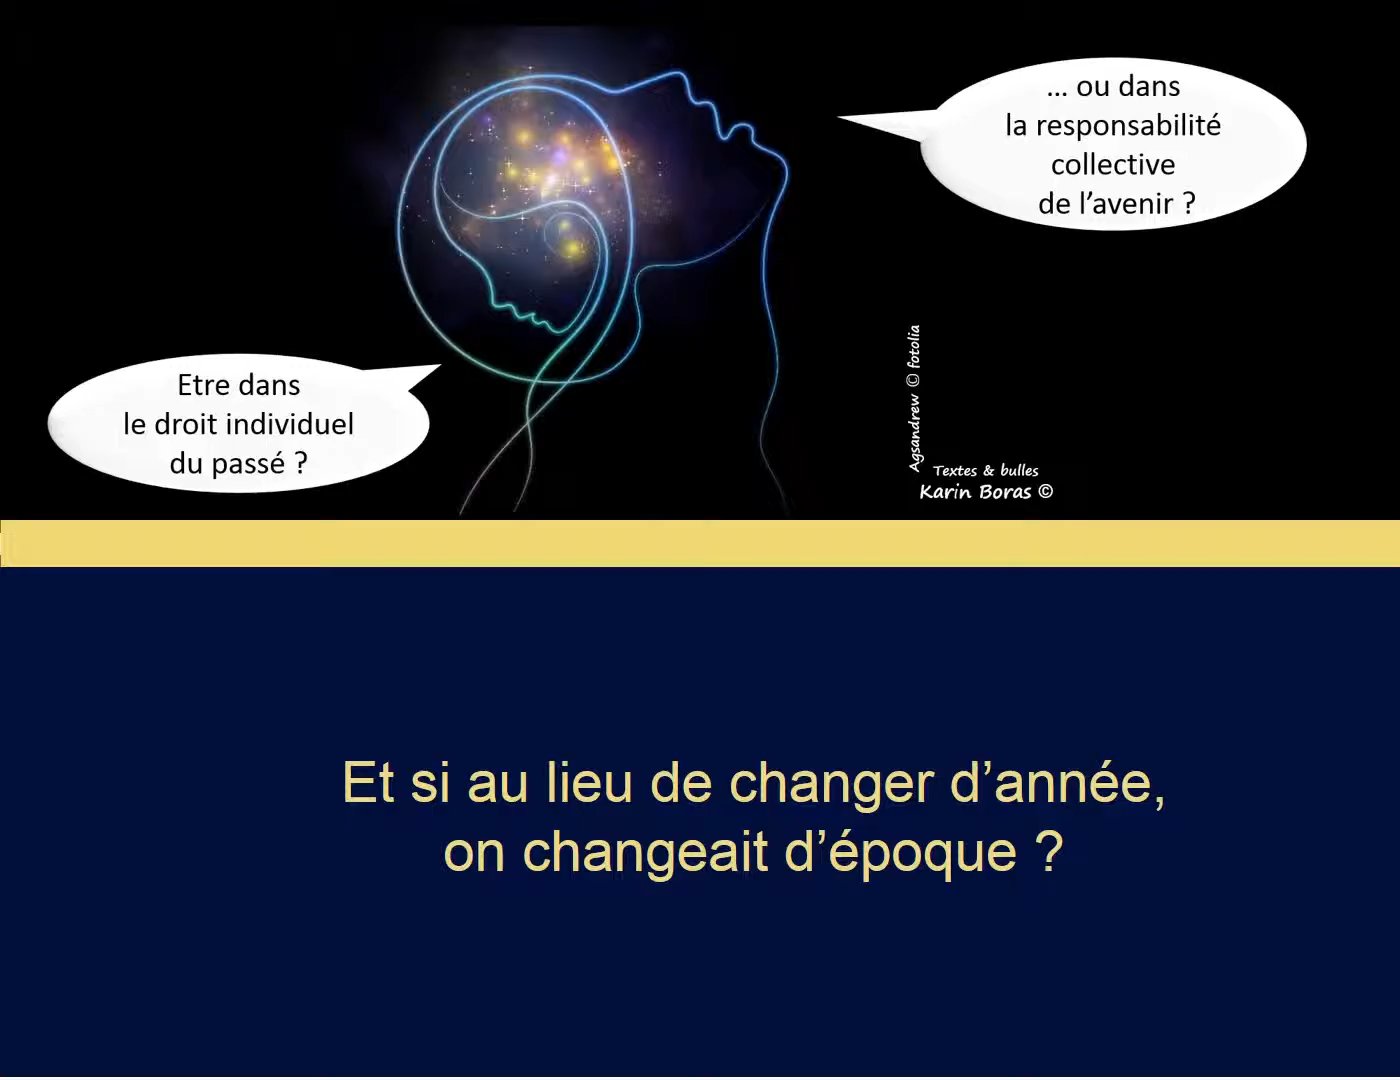 ... ou dans
la responsabilité
collective
de l’avenir ?
Etre dans
le droit individuel
du passé ?
Agsandrew © fotolia
Textes & bulles
Karin Boras ©
Et si au lieu de changer d’année,
on changeait d’époque ?